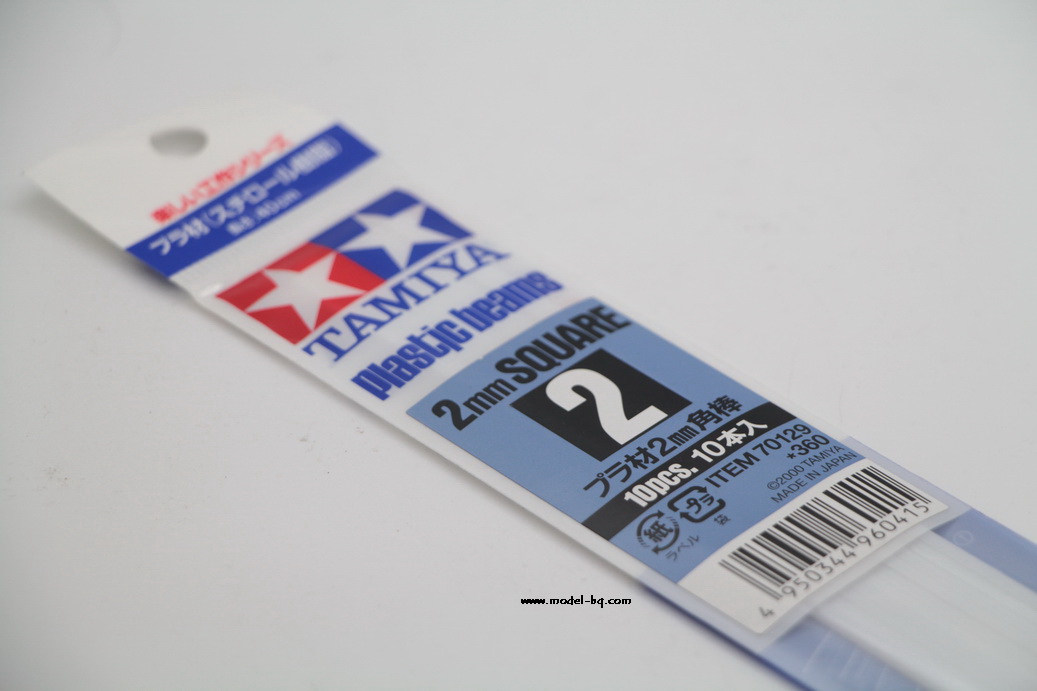 楽しい工作シリーズ
プラ材(スチロール樹脂)
長さ:40cm
TAMIYA
plastic beams
2mm SQUARE
2
プラ材2mm角棒
10pcs. 10本入
ITEM 70129
*360
紙 プラ
ラベル 袋
©2000 TAMIYA
MADE IN JAPAN
4 950344 960415
www.model-bq.com